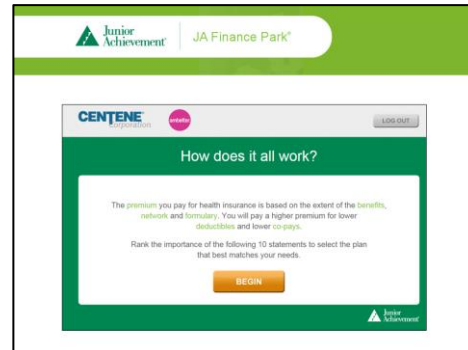 Junior
Achievement®
JA Finance Park®
CENTENE®
Corporation
ambetter
LOG OUT
How does it all work?
The premium you pay for health insurance is based on the extent of the benefits,
network and formulary. You will pay a higher premium for lower
deductibles and lower co-pays.
Rank the importance of the following 10 statements to select the plan
that best matches your needs.
BEGIN
Junior
Achievement®